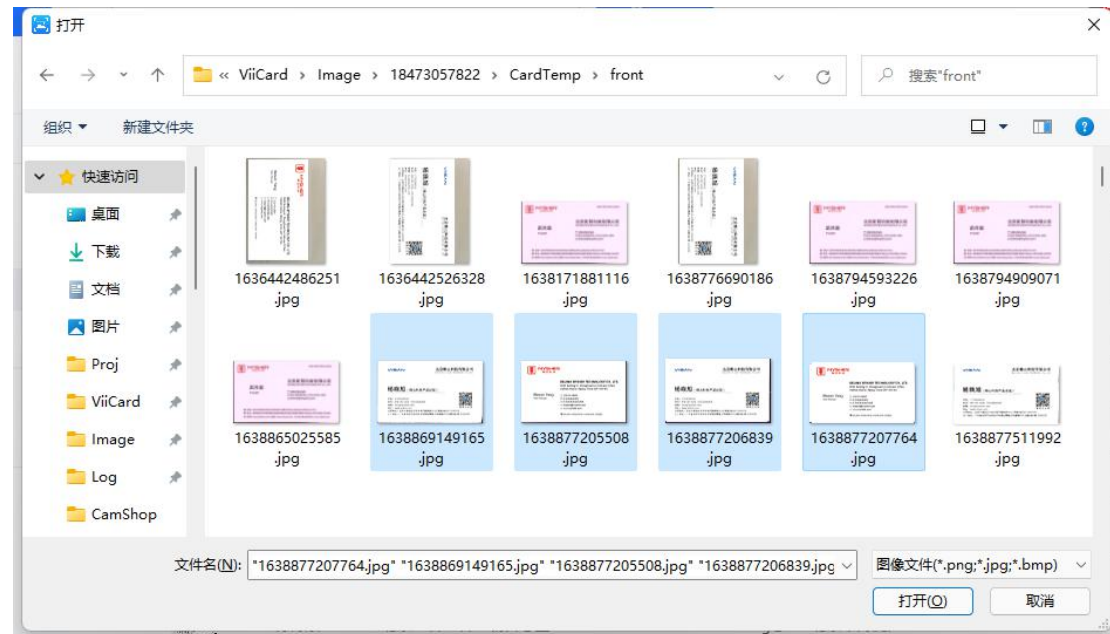 打开
« ViiCard › Image › 18473057822 › CardTemp › front
搜索"front"
组织
新建文件夹
快速访问
桌面
下载
文档
图片
Proj
ViiCard
Image
Log
CamShop
1636442486251
.jpg
1636442526328
.jpg
1638171881116
.jpg
1638776690186
.jpg
1638794593226
.jpg
1638794909071
.jpg
1638865025585
.jpg
1638869149165
.jpg
1638877205508
.jpg
1638877206839
.jpg
1638877207764
.jpg
1638877511992
.jpg
文件名(N):
"1638877207764.jpg" "1638869149165.jpg" "1638877205508.jpg" "1638877206839.jpg
图像文件(*.png;*.jpg;*.bmp)
打开(O)
取消